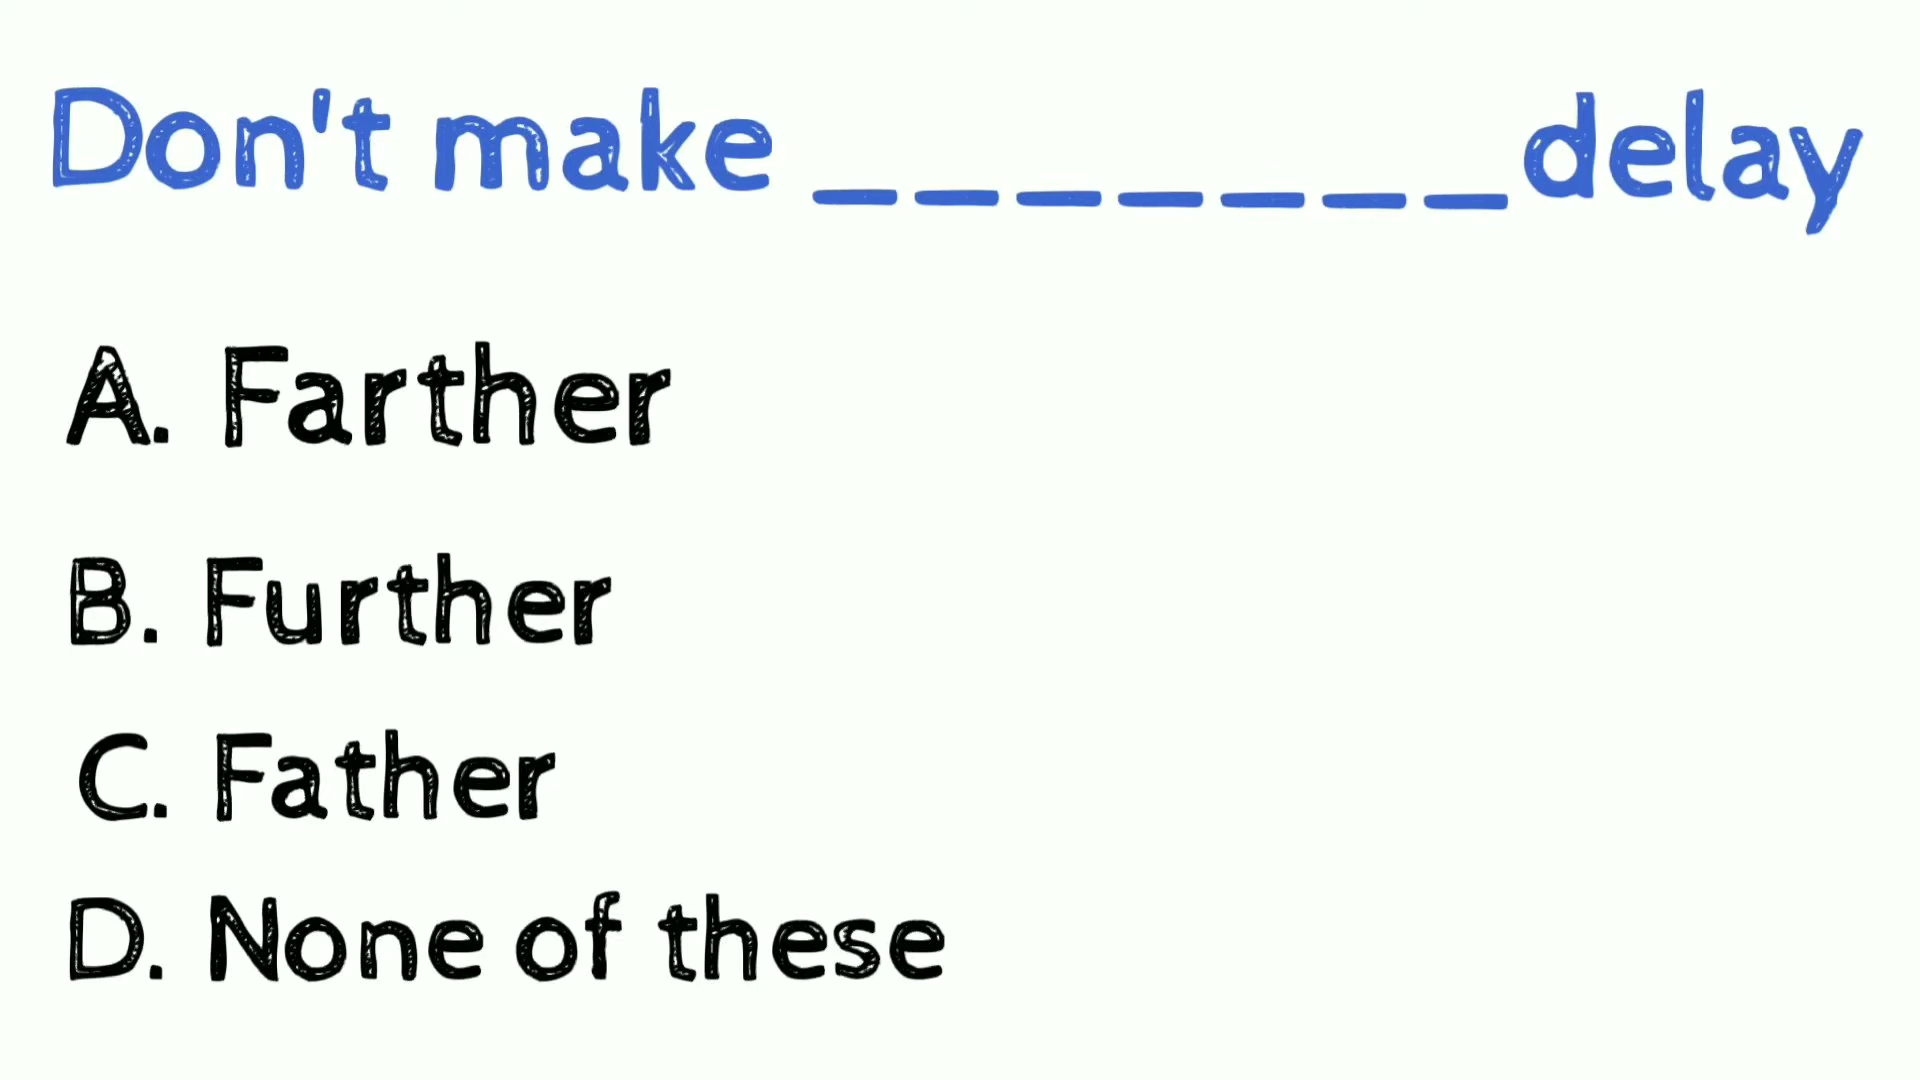 Don't make _______delay
A. Farther
B. Further
C. Father
D. None of these